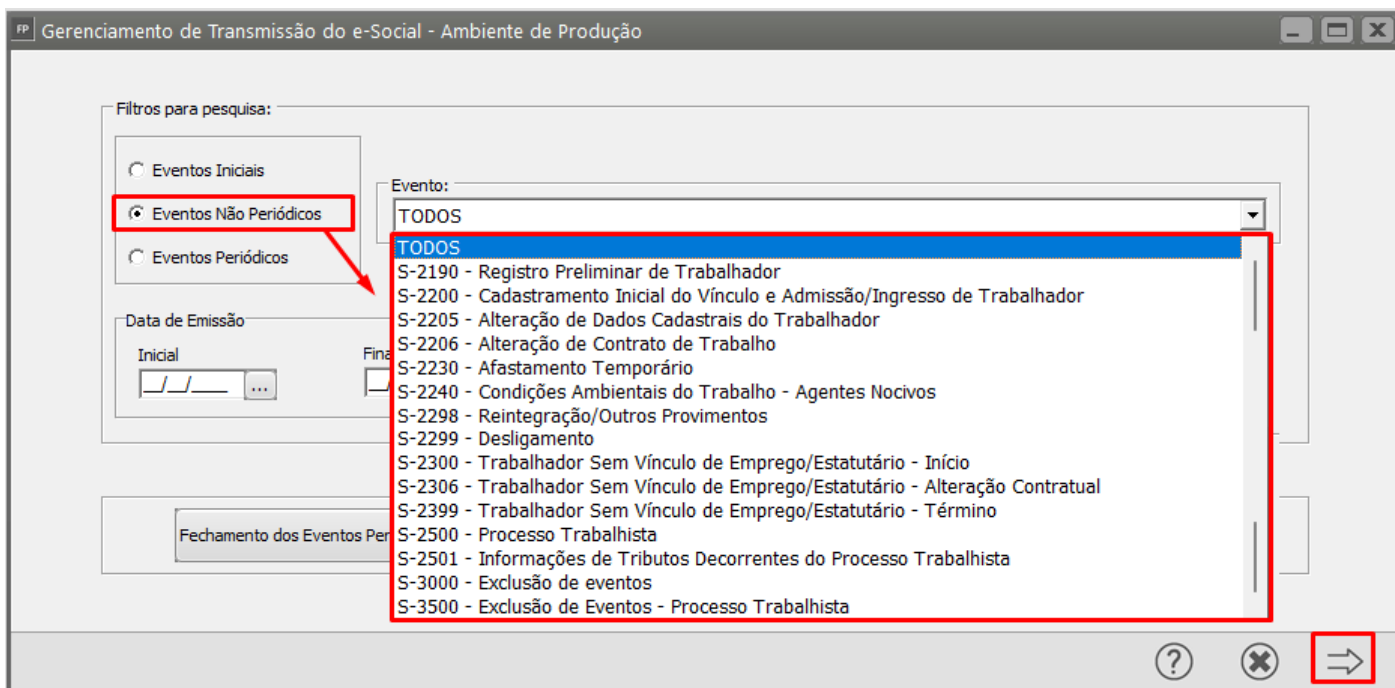 FP Gerenciamento de Transmissão do e-Social - Ambiente de Produção
Filtros para pesquisa:
Eventos Iniciais
Eventos Não Periódicos
Eventos Periódicos
Evento:
TODOS
TODOS
S-2190 - Registro Preliminar de Trabalhador
S-2200 - Cadastramento Inicial do Vínculo e Admissão/Ingresso de Trabalhador
S-2205 - Alteração de Dados Cadastrais do Trabalhador
S-2206 - Alteração de Contrato de Trabalho
S-2230 - Afastamento Temporário
S-2240 - Condições Ambientais do Trabalho - Agentes Nocivos
S-2298 - Reintegração/Outros Provimentos
S-2299 - Desligamento
S-2300 - Trabalhador Sem Vínculo de Emprego/Estatutário - Início
S-2306 - Trabalhador Sem Vínculo de Emprego/Estatutário - Alteração Contratual
S-2399 - Trabalhador Sem Vínculo de Emprego/Estatutário - Término
S-2500 - Processo Trabalhista
S-2501 - Informações de Tributos Decorrentes do Processo Trabalhista
S-3000 - Exclusão de eventos
S-3500 - Exclusão de Eventos - Processo Trabalhista
Data de Emissão
Inicial
Fina
__/__/____ ...
Fechamento dos Eventos Per
?